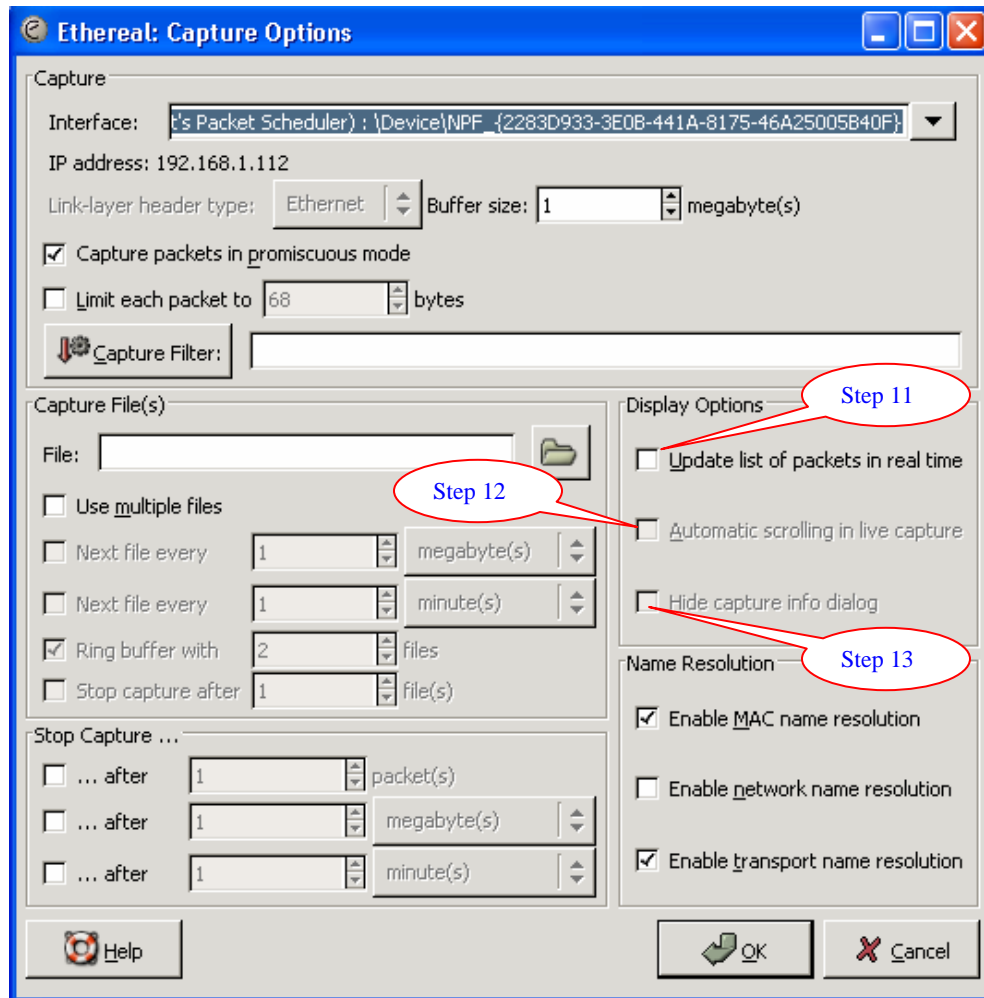 Ethereal: Capture Options
Capture
Interface: t's Packet Scheduler) : \Device\NPF_{2283D933-3E0B-441A-8175-46A25005B40F}
IP address: 192.168.1.112
Link-layer header type: Ethernet Buffer size: 1 megabyte(s)
Capture packets in promiscuous mode
Limit each packet to 68 bytes
Capture Filter:
Capture File(s)
File:
Use multiple files
Next file every 1 megabyte(s)
Next file every 1 minute(s)
Ring buffer with 2 files
Stop capture after 1 file(s)
Stop Capture ...
... after 1 packet(s)
... after 1 megabyte(s)
... after 1 minute(s)
Display Options
Step 11
Update list of packets in real time
Step 12
Automatic scrolling in live capture
Hide capture info dialog
Step 13
Name Resolution
Enable MAC name resolution
Enable network name resolution
Enable transport name resolution
Help
OK
Cancel